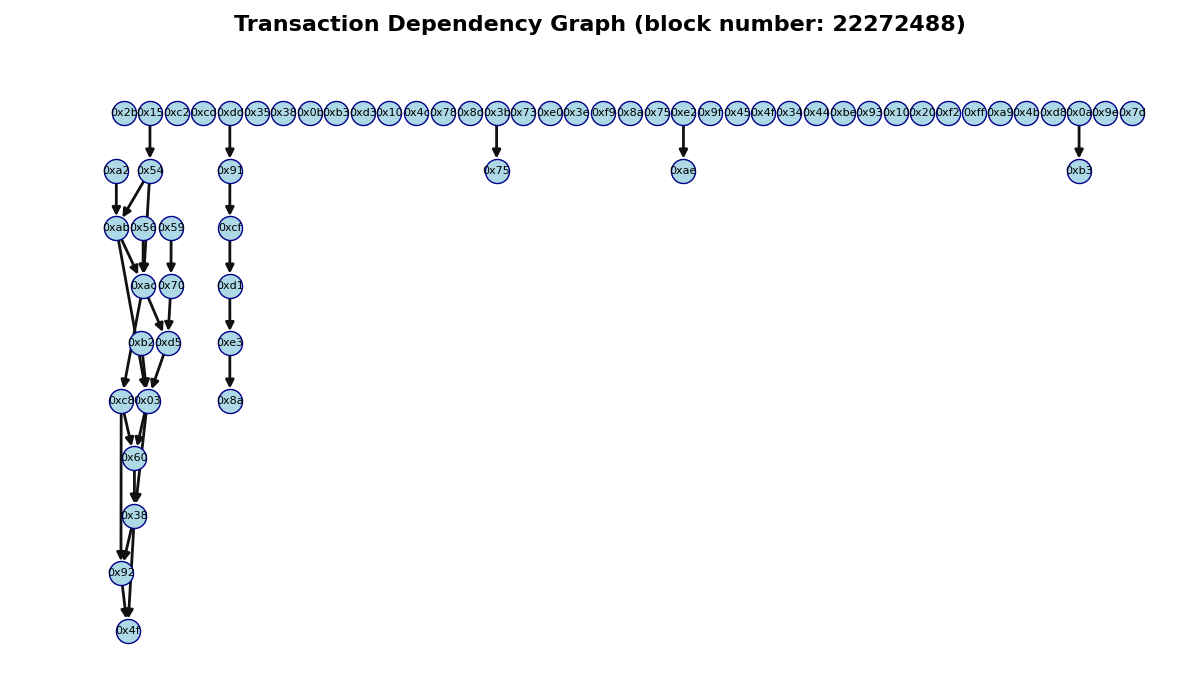 Transaction Dependency Graph (block number: 22272488)
0x2b 0x15 0xc2 0xcd 0xdd 0x35 0x38 0x0b 0xb3 0xd3 0x10 0x4c 0x78 0x8d 0x3b 0x73 0xe0 0x3e 0xf9 0x8a 0x75 0xe2 0x9f 0x45 0x4f 0x34 0x44 0xbe 0x93 0x10 0x20 0xf2 0xff 0xa9 0x4b 0xd8 0x0a 0x9e 0x7d
0xa2 0x54 0x91 0x75 0xae 0xb3
0xab 0x56 0x59 0xcf
0xac 0x70 0xd1
0xb2 0xd5 0xe3
0xc8 0x03 0x8a
0x60
0x38
0x92
0x4f